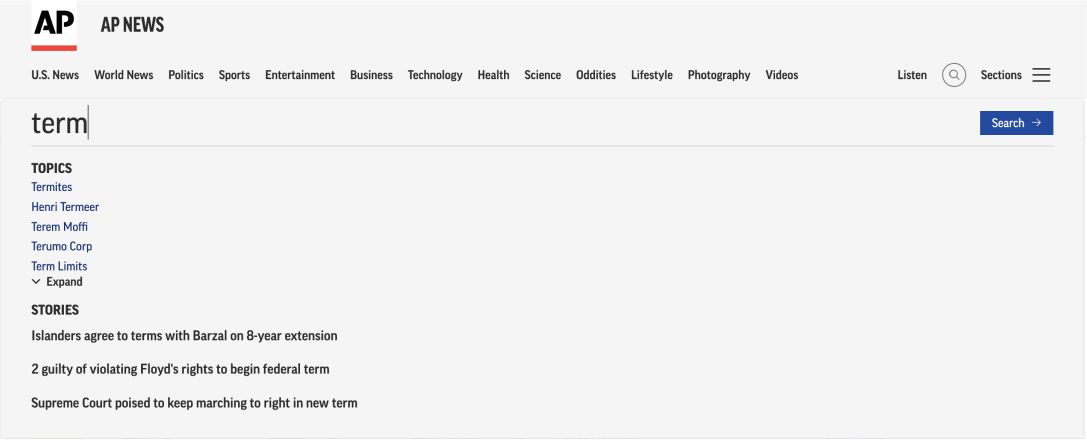 AP AP NEWS
U.S. News World News Politics Sports Entertainment Business Technology Health Science Oddities Lifestyle Photography Videos Listen Sections
term
Search →
TOPICS
Termites
Henri Termeer
Terem Moffi
Terumo Corp
Term Limits
Expand
STORIES
Islanders agree to terms with Barzal on 8-year extension
2 guilty of violating Floyd's rights to begin federal term
Supreme Court poised to keep marching to right in new term